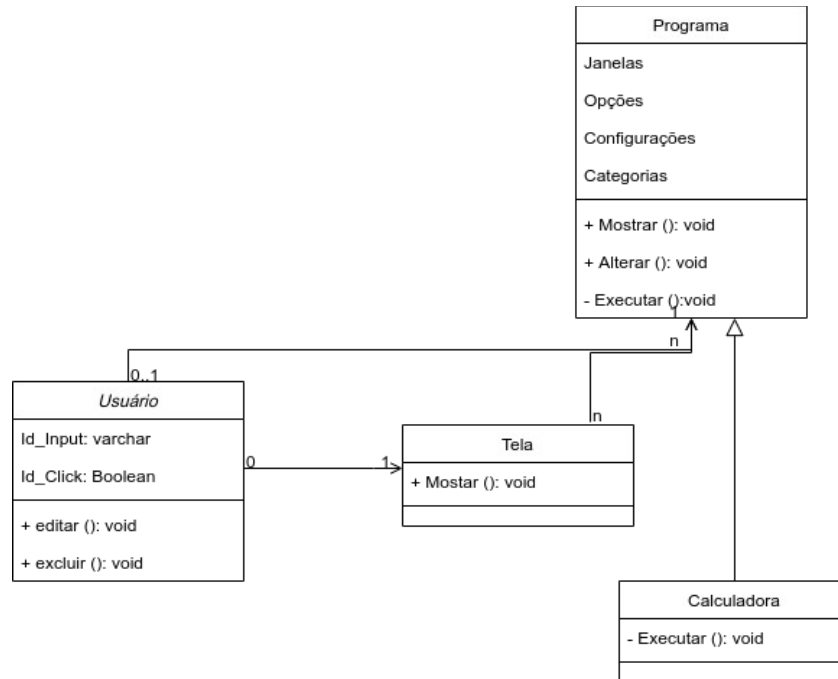 Programa
Janelas
Opções
Configurações
Categorias
+ Mostrar (): void
+ Alterar (): void
- Executar ():void
1
n
0..1
n
Usuário
Id_Input: varchar
Id_Click: Boolean
+ editar (): void
+ excluir (): void
0
1
Tela
+ Mostar (): void
Calculadora
- Executar (): void